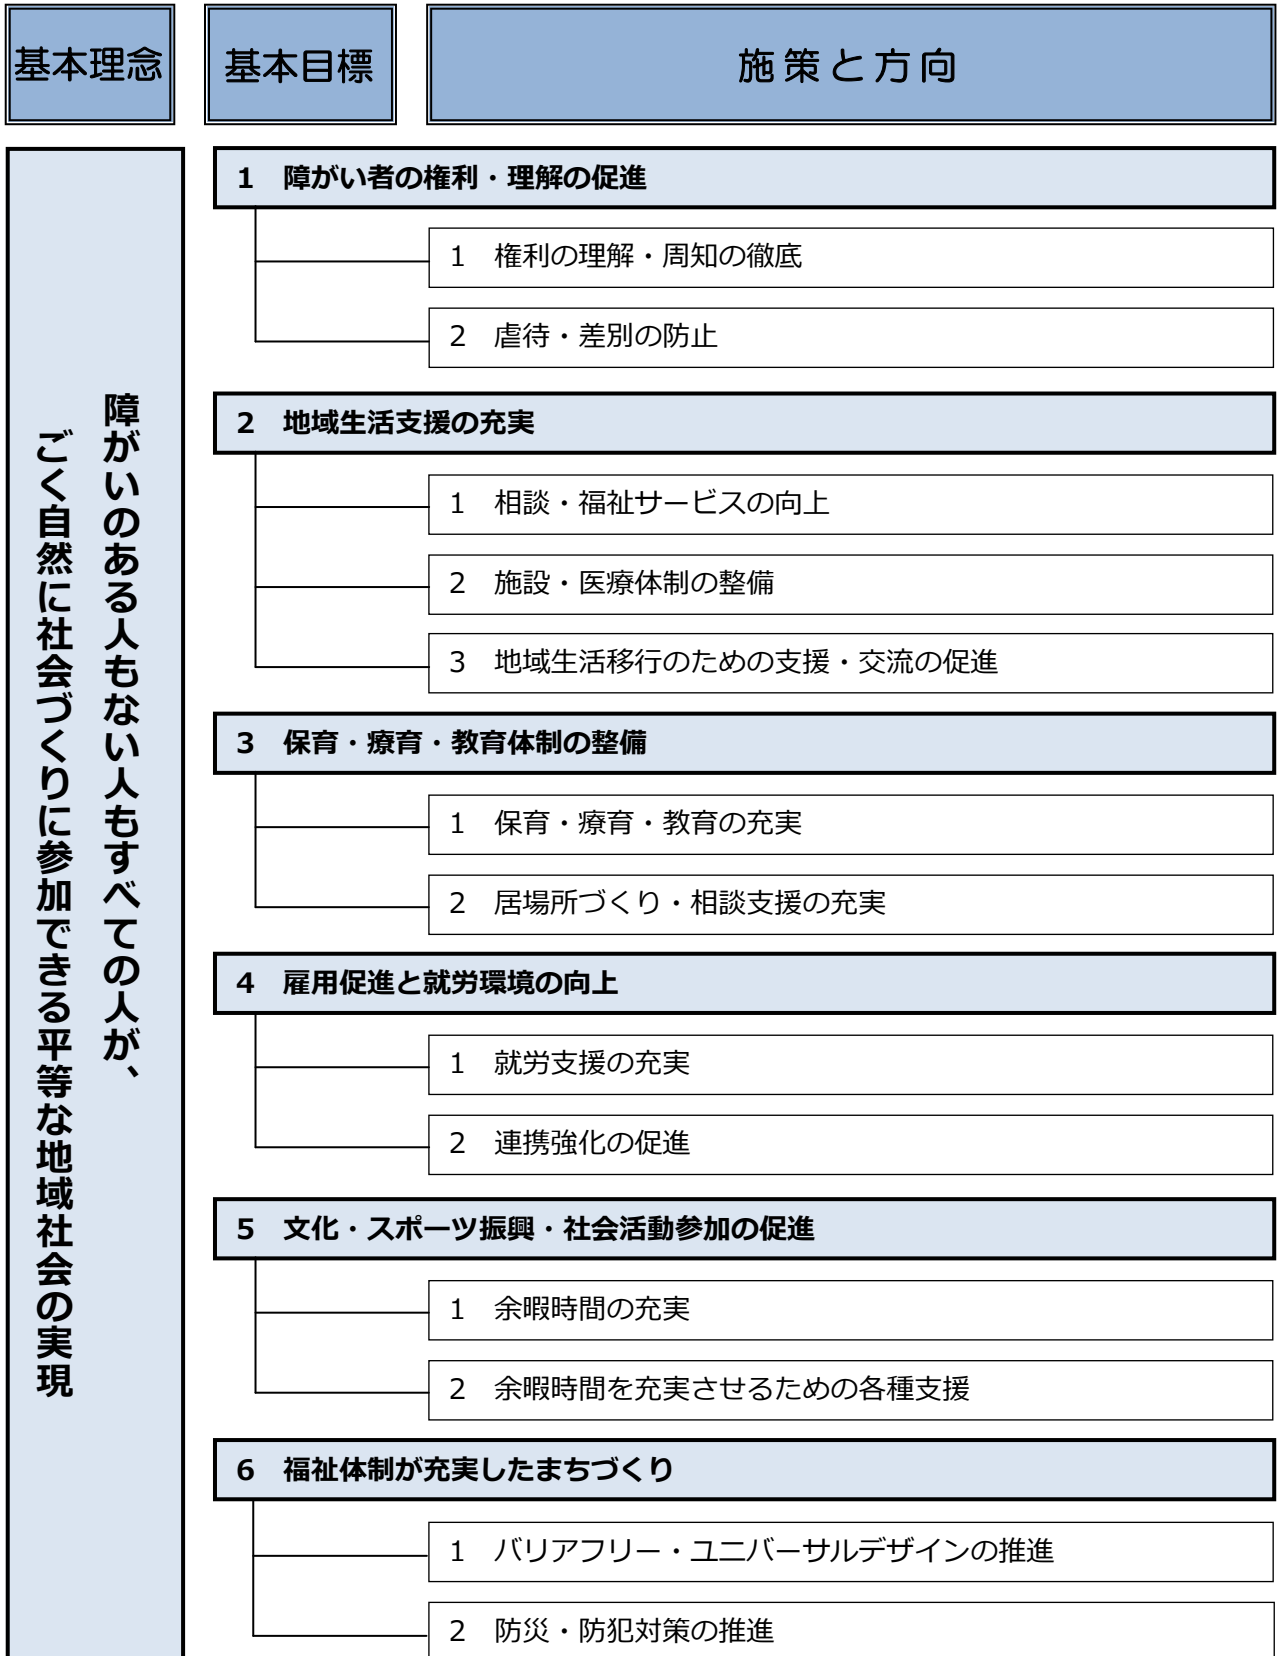 基本理念
基本目標
施策と方向
障がいのある人もない人もすべての人が、
ごく自然に社会づくりに参加できる平等な地域社会の実現
1 障がい者の権利・理解の促進
1 権利の理解・周知の徹底
2 虐待・差別の防止
2 地域生活支援の充実
1 相談・福祉サービスの向上
2 施設・医療体制の整備
3 地域生活移行のための支援・交流の促進
3 保育・療育・教育体制の整備
1 保育・療育・教育の充実
2 居場所づくり・相談支援の充実
4 雇用促進と就労環境の向上
1 就労支援の充実
2 連携強化の促進
5 文化・スポーツ振興・社会活動参加の促進
1 余暇時間の充実
2 余暇時間を充実させるための各種支援
6 福祉体制が充実したまちづくり
1 バリアフリー・ユニバーサルデザインの推進
2 防災・防犯対策の推進